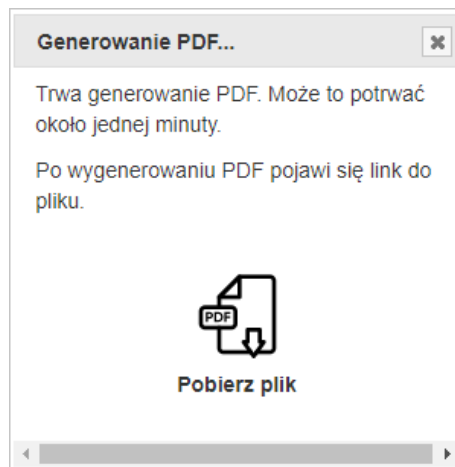 Generowanie PDF...
Trwa generowanie PDF. Może to potrwać
około jednej minuty.
Po wygenerowaniu PDF pojawi się link do
pliku.
PDF
Pobierz plik